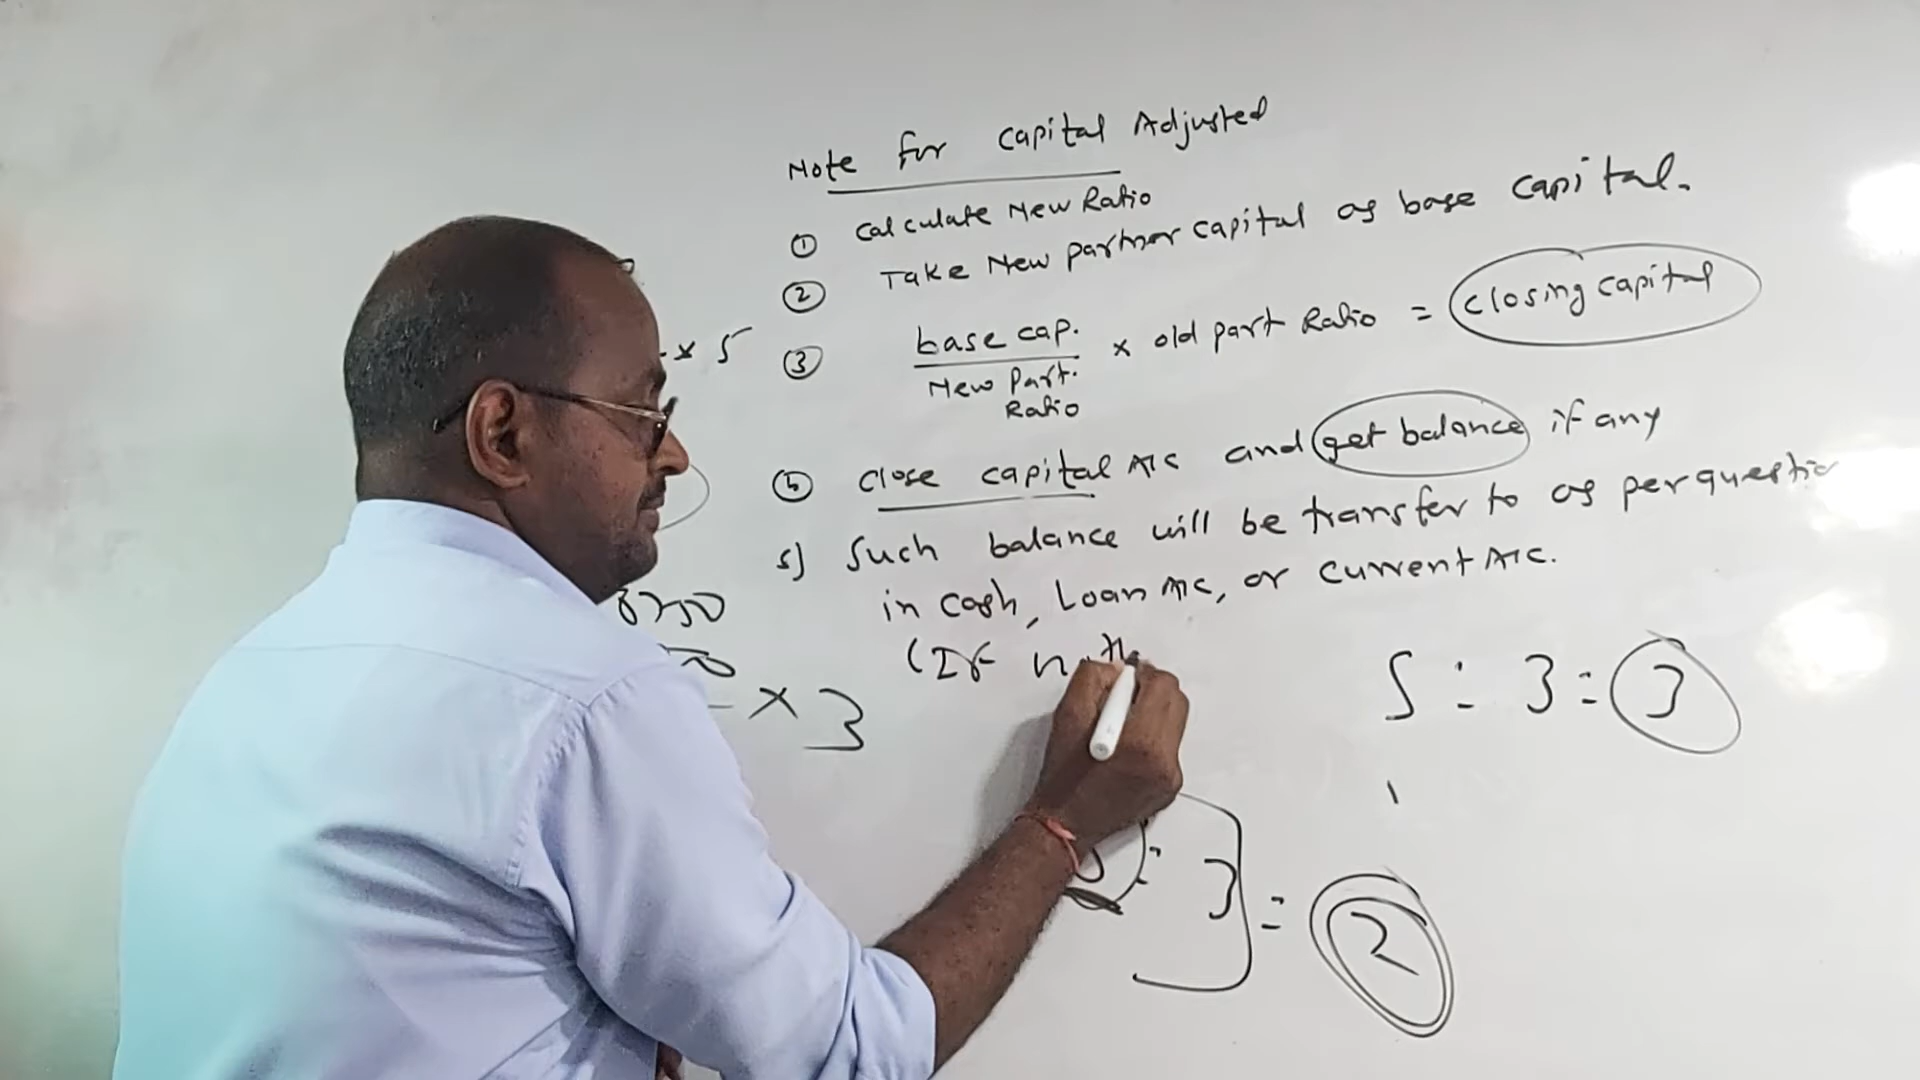 Note for capital Adjusted
① calculate New Ratio
② Take New partner capital as base capital.
③ base cap. / New Part. Ratio × old part Ratio = closing capital
close capital A/c and get balance if any
5) Such balance will be transfer to as per questio
in cash, Loan A/c, or current A/c.
(If
× 5
× 3
5 : 3 : 3
: 3 ] = 2